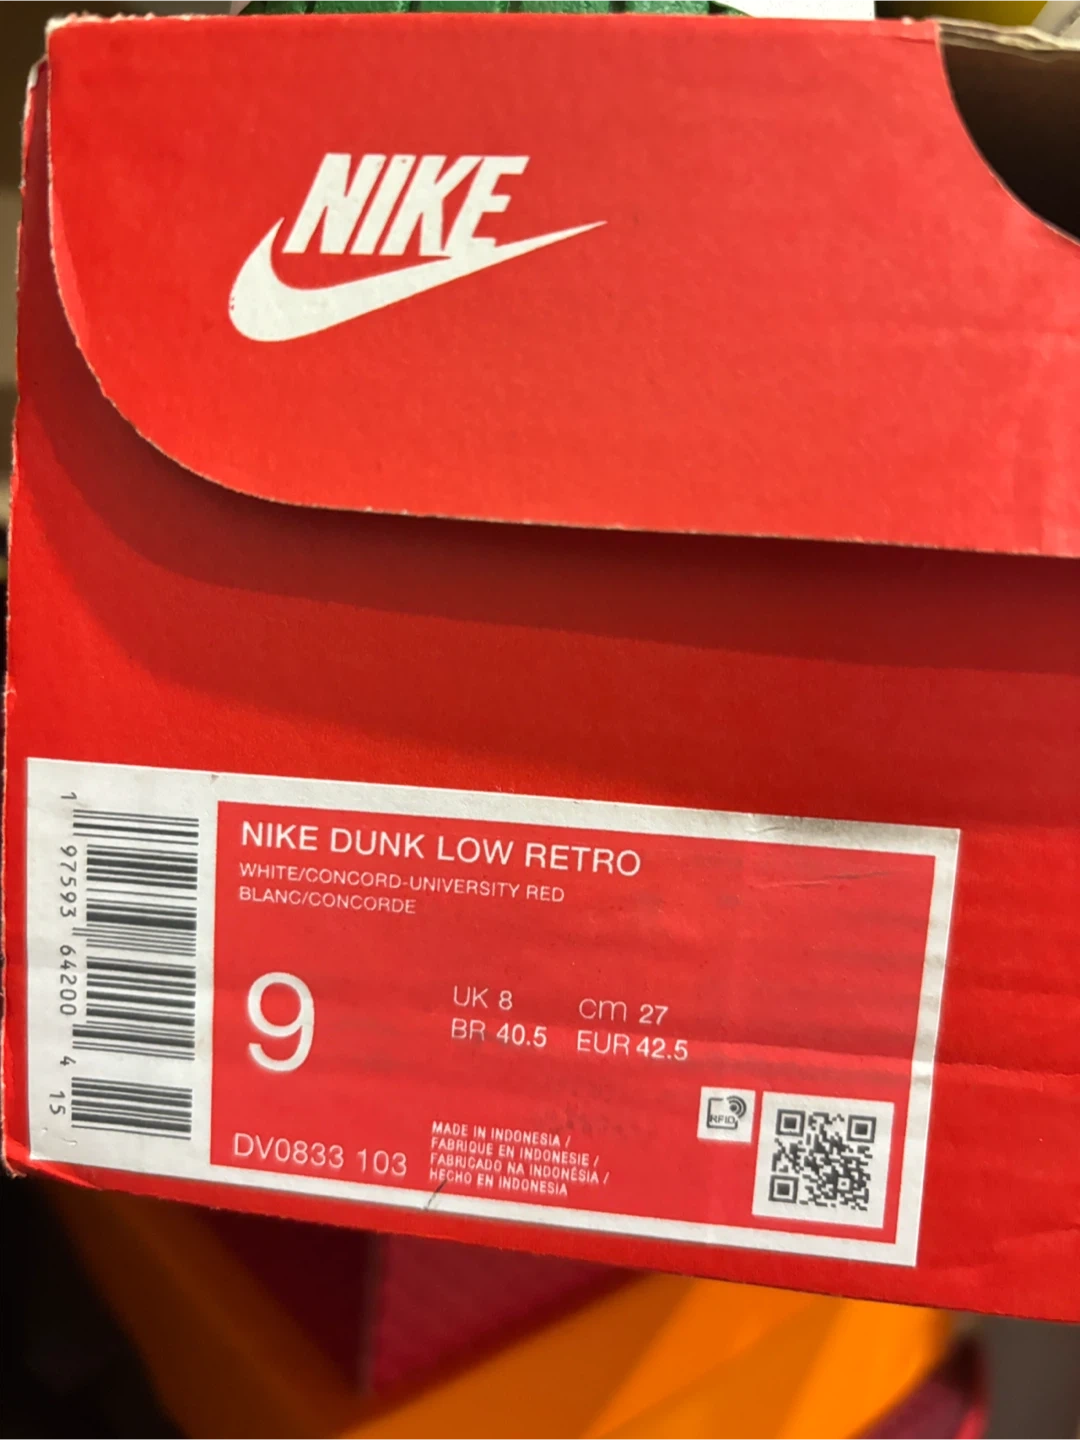 NIKE
NIKE DUNK LOW RETRO
WHITE/CONCORD-UNIVERSITY RED
BLANC/CONCORDE
9
UK 8
cm 27
BR 40.5
EUR 42.5
DV0833 103
MADE IN INDONESIA /
FABRIQUE EN INDONESIE /
FABRICADO NA INDONÉSIA /
HECHO EN INDONESIA
RFID
1 97593 64200 4 15